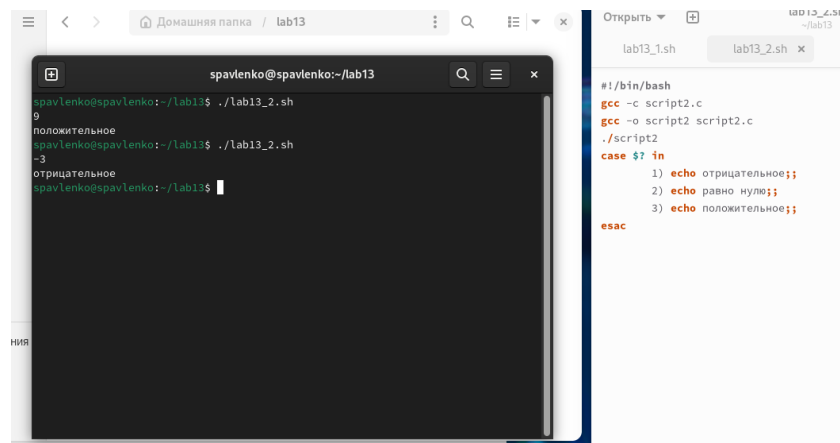 Домашняя папка / lab13
spavlenko@spavlenko:~/lab13
spavlenko@spavlenko:~/lab13$ ./lab13_2.sh
9
положительное
spavlenko@spavlenko:~/lab13$ ./lab13_2.sh
-3
отрицательное
spavlenko@spavlenko:~/lab13$
ния
Открыть
lab13_2.sh
~/lab13
lab13_1.sh
lab13_2.sh
#!/bin/bash
gcc -c script2.c
gcc -o script2 script2.c
./script2
case $? in
1) echo отрицательное;;
2) echo равно нулю;;
3) echo положительное;;
esac